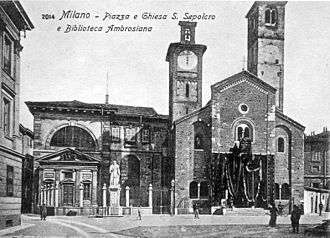 2014 Milano - Piazza e Chiesa S. Sepolcro
e Biblioteca Ambrosiana